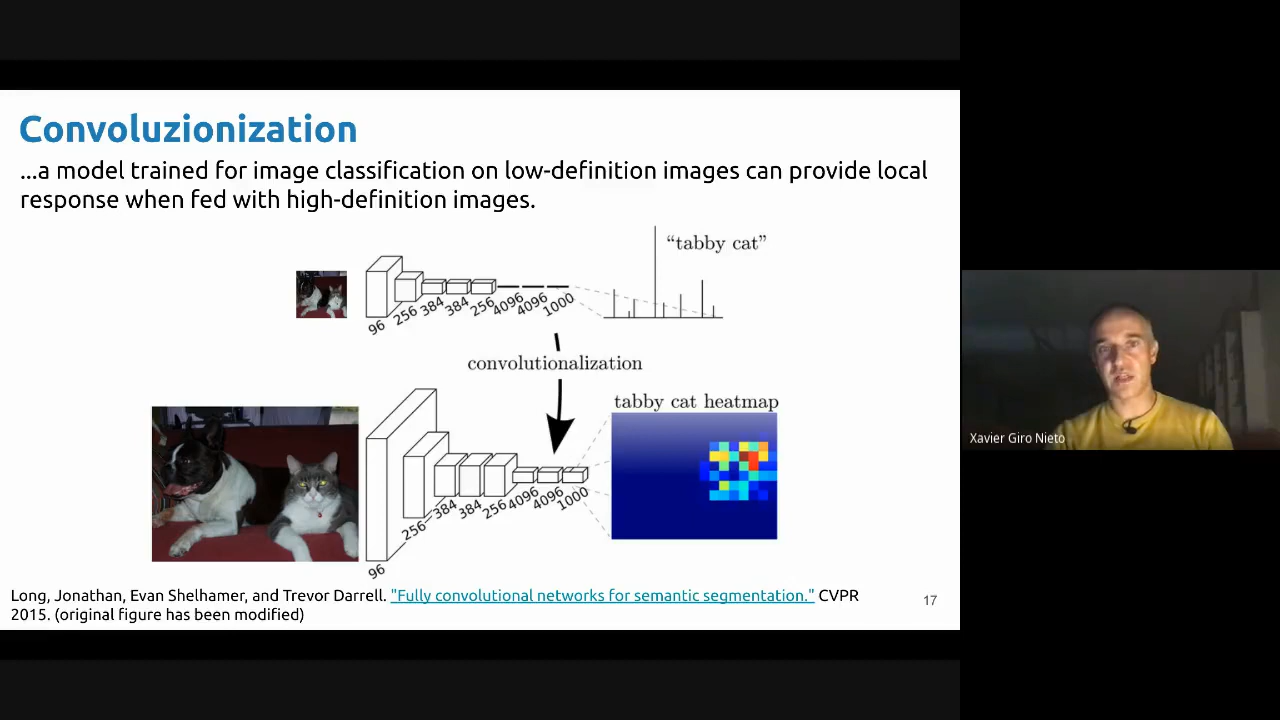 Convoluzionization
...a model trained for image classification on low-definition images can provide local
response when fed with high-definition images.
"tabby cat"
96 256 384 384 256 4096 4096 1000
convolutionalization
tabby cat heatmap
96 256 384 384 256 4096 4096 1000
Xavier Giro Nieto
Long, Jonathan, Evan Shelhamer, and Trevor Darrell. "Fully convolutional networks for semantic segmentation." CVPR
2015. (original figure has been modified)
17